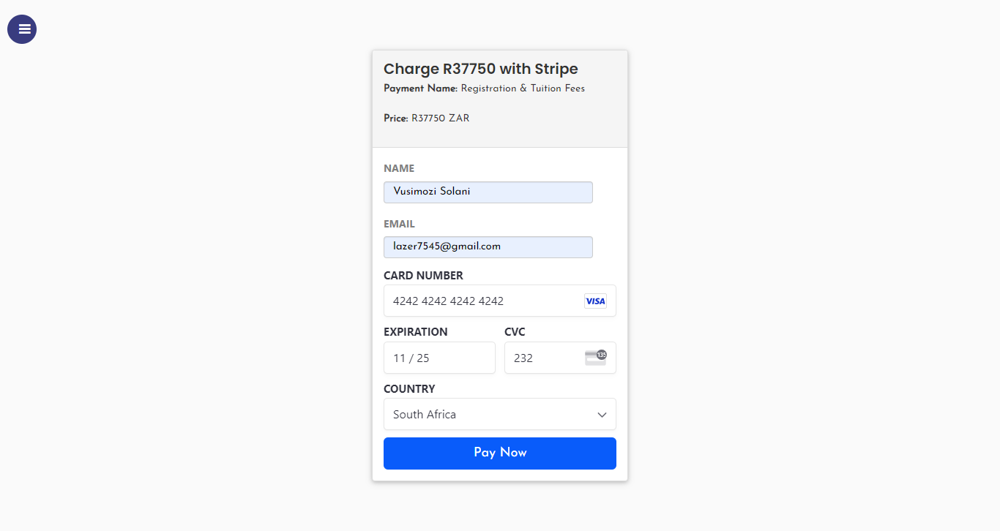 Charge R37750 with Stripe
Payment Name: Registration & Tuition Fees
Price: R37750 ZAR
NAME
Vusimozi Solani
EMAIL
lazer7545@gmail.com
CARD NUMBER
4242 4242 4242 4242 VISA
EXPIRATION CVC
11 / 25 232 135
COUNTRY
South Africa
Pay Now